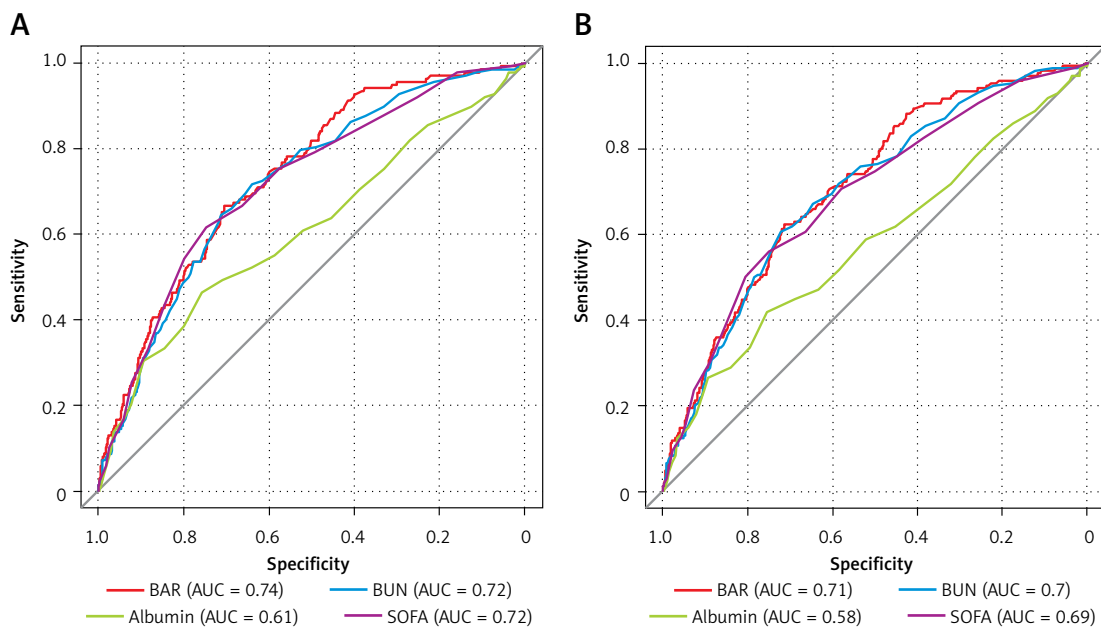 A
1.0
0.8
0.6
0.4
0.2
0
Sensitivity
1.0 0.8 0.6 0.4 0.2 0
Specificity
BAR (AUC = 0.74) BUN (AUC = 0.72)
Albumin (AUC = 0.61) SOFA (AUC = 0.72)
B
1.0
0.8
0.6
0.4
0.2
0
Sensitivity
1.0 0.8 0.6 0.4 0.2 0
Specificity
BAR (AUC = 0.71) BUN (AUC = 0.7)
Albumin (AUC = 0.58) SOFA (AUC = 0.69)